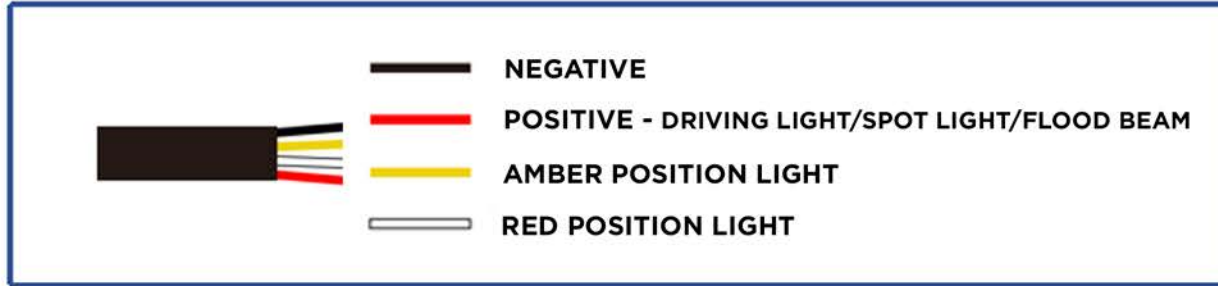 NEGATIVE
POSITIVE - DRIVING LIGHT/SPOT LIGHT/FLOOD BEAM
AMBER POSITION LIGHT
RED POSITION LIGHT